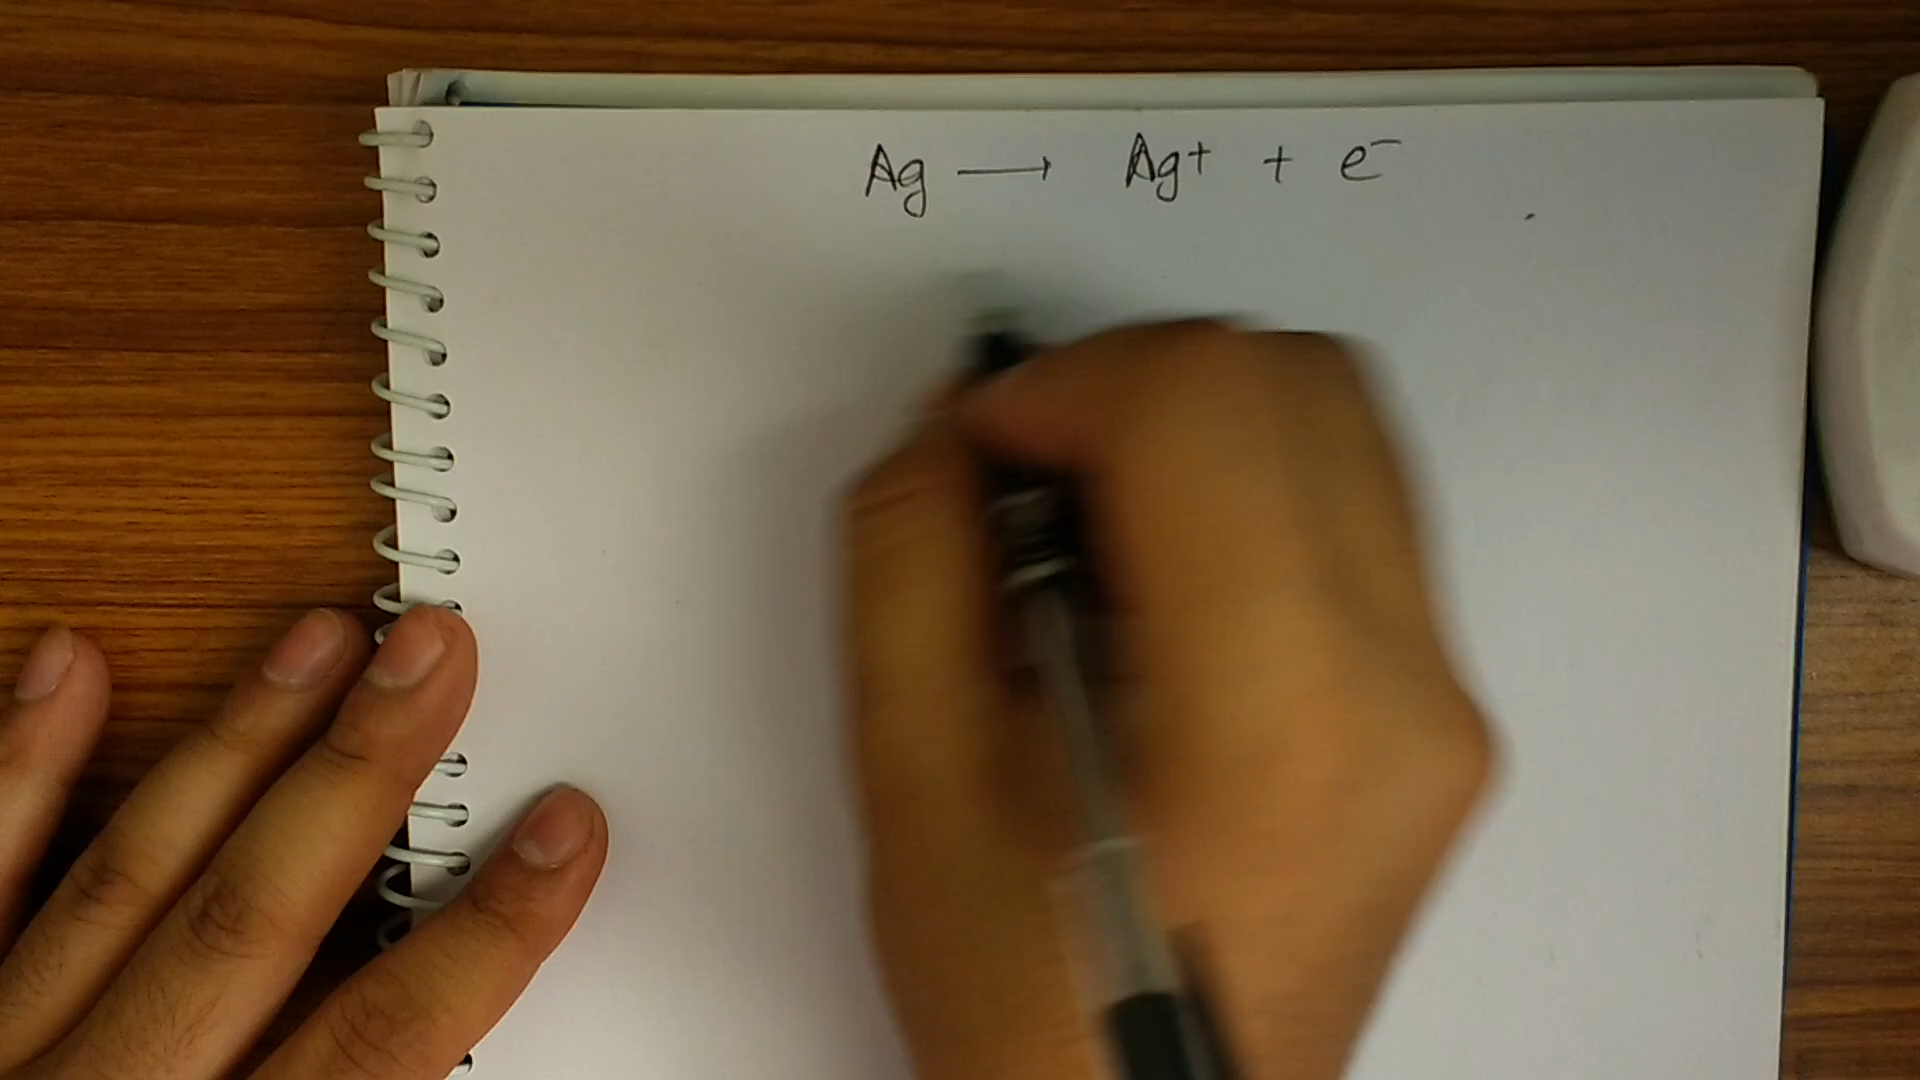 Ag ⟶ Ag+ + e⁻